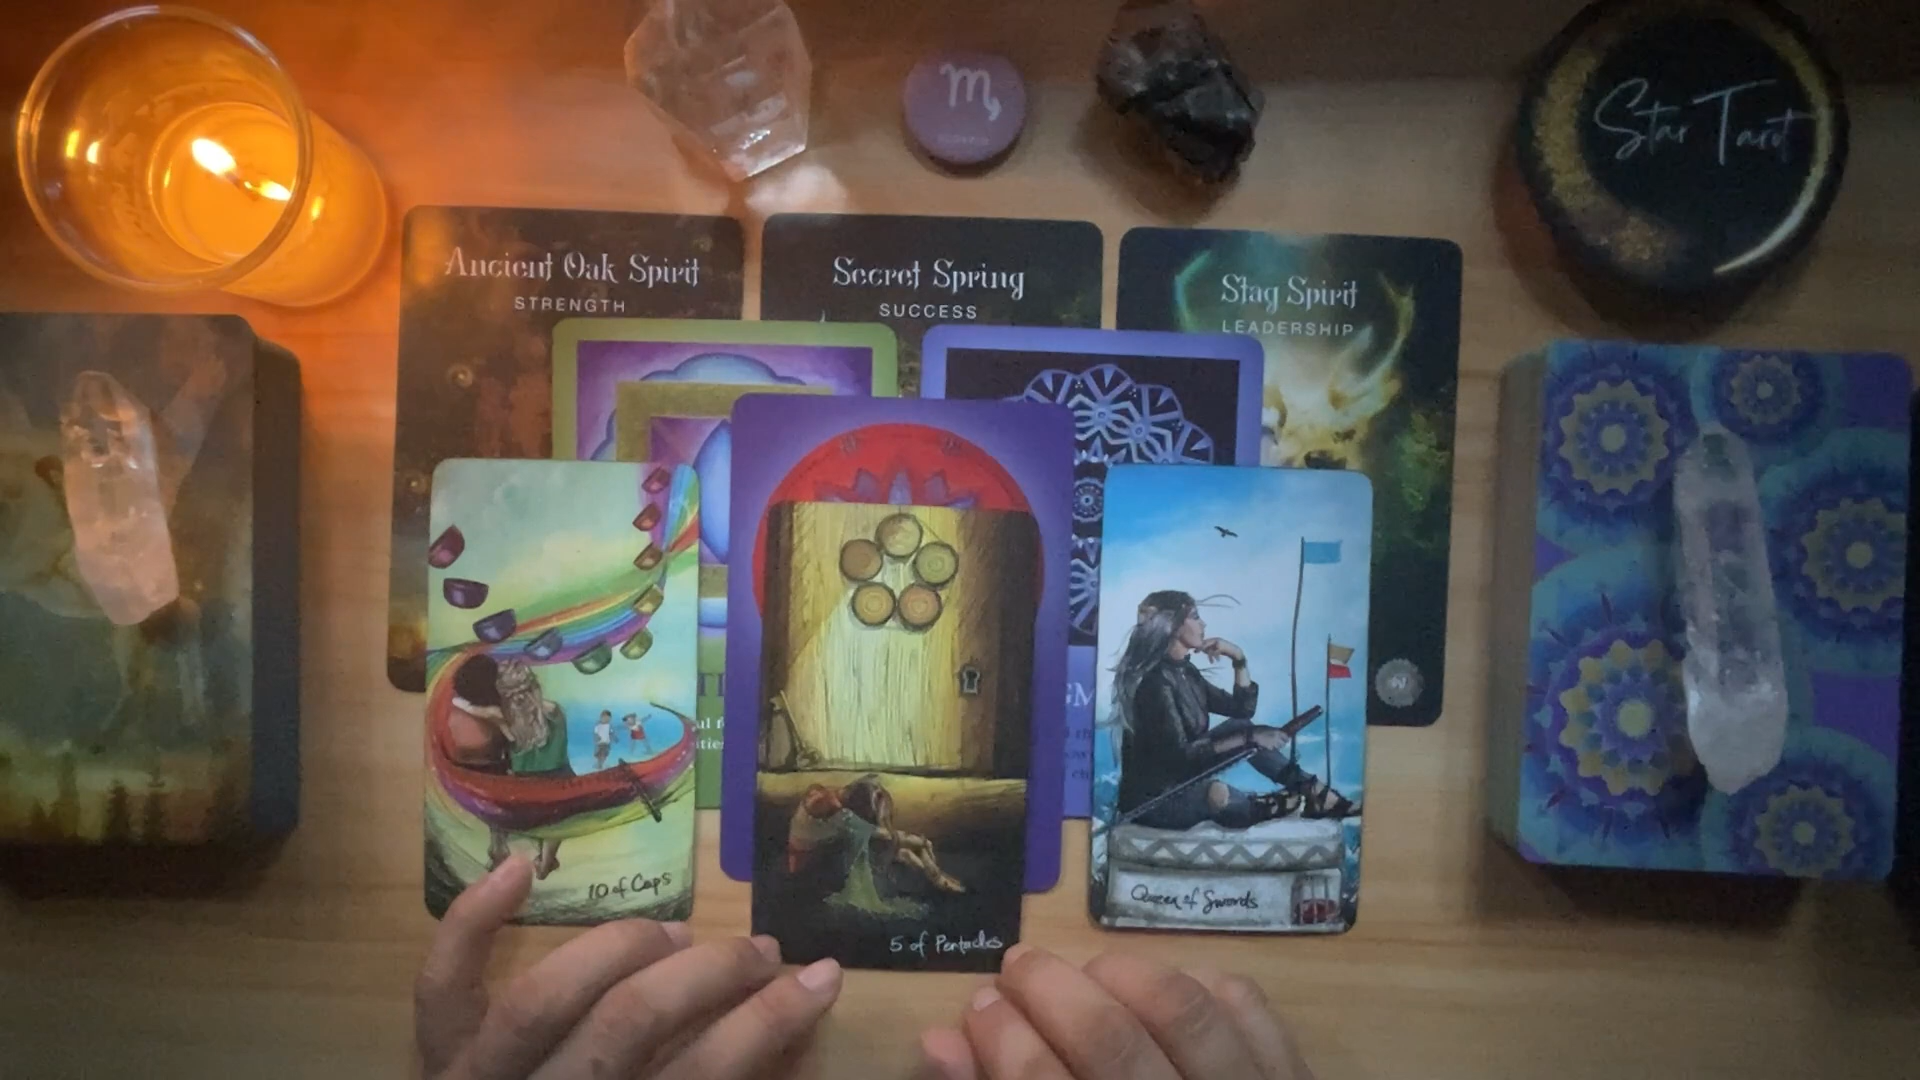 Star Tarot
Ancient Oak Spirit
STRENGTH
Secret Spring
SUCCESS
Stag Spirit
LEADERSHIP
10 of Cups
5 of Pentacles
Queen of Swords